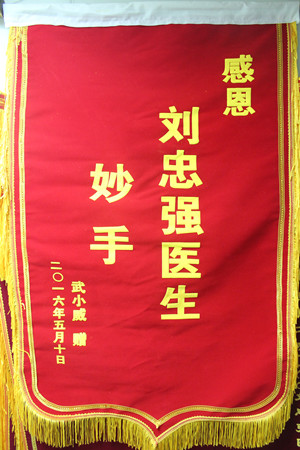 感恩
刘忠强医生
妙手
武小威 赠
二〇一六年五月十日